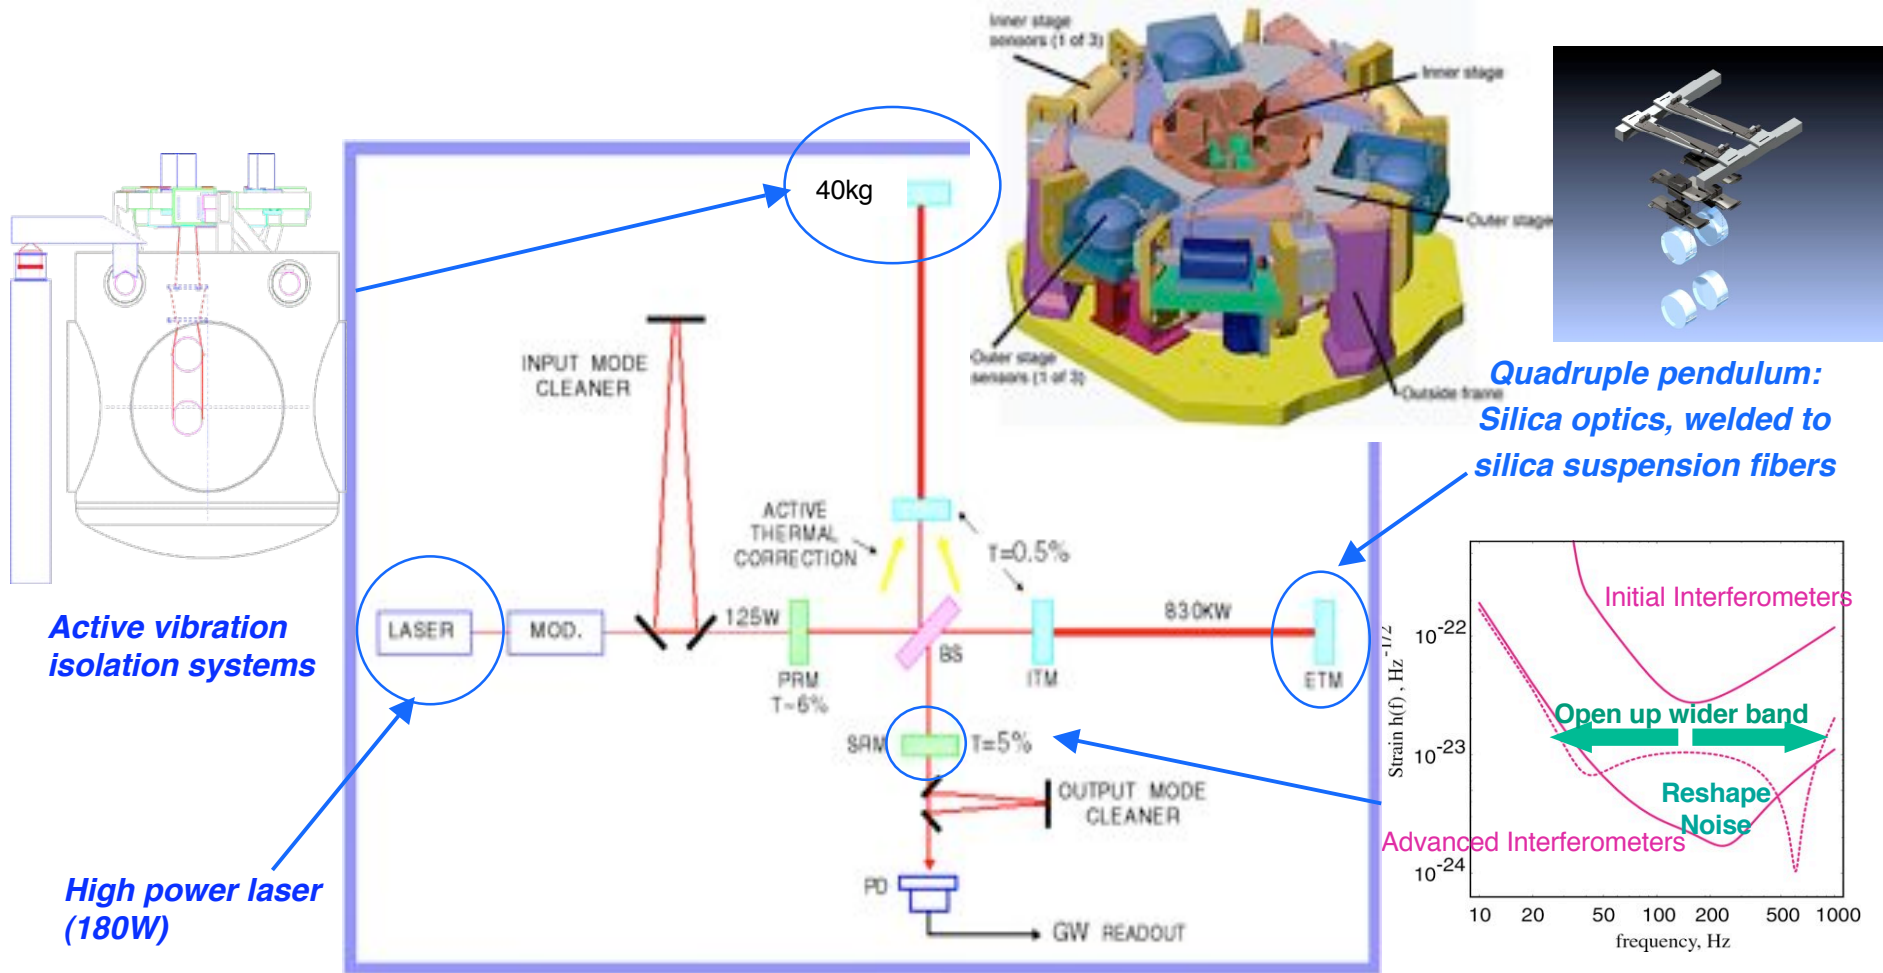 Inner stage
sensors (1 of 3)
Inner stage
Outer stage
Outer stage
sensors (1 of 3)
Outside frame
40kg
INPUT MODE
CLEANER
ACTIVE
THERMAL
CORRECTION
T=0.5%
LASER
MOD.
125W
PRM
T~6%
BS
830KW
ITM
ETM
SRM
T=5%
OUTPUT MODE
CLEANER
PD
GW READOUT
Active vibration
isolation systems
High power laser
(180W)
Quadruple pendulum:
Silica optics, welded to
silica suspension fibers
Initial Interferometers
Open up wider band
Reshape
Noise
Advanced Interferometers
Strain h(f), Hz-1/2
10-22
10-23
10-24
10 20 50 100 200 500 1000
frequency, Hz